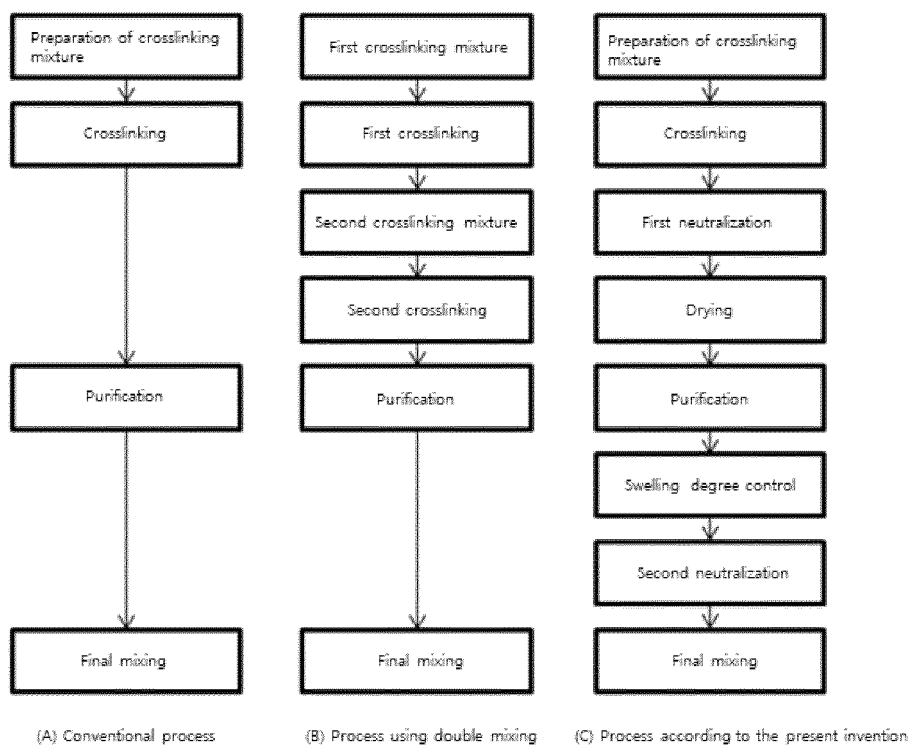 Preparation of crosslinking
mixture
Crosslinking
Purification
Final mixing
(A) Conventional process
First crosslinking mixture
First crosslinking
Second crosslinking mixture
Second crosslinking
Purification
Final mixing
(B) Process using double mixing
Preparation of crosslinking
mixture
Crosslinking
First neutralization
Drying
Purification
Swelling degree control
Second neutralization
Final mixing
(C) Process according to the present invention